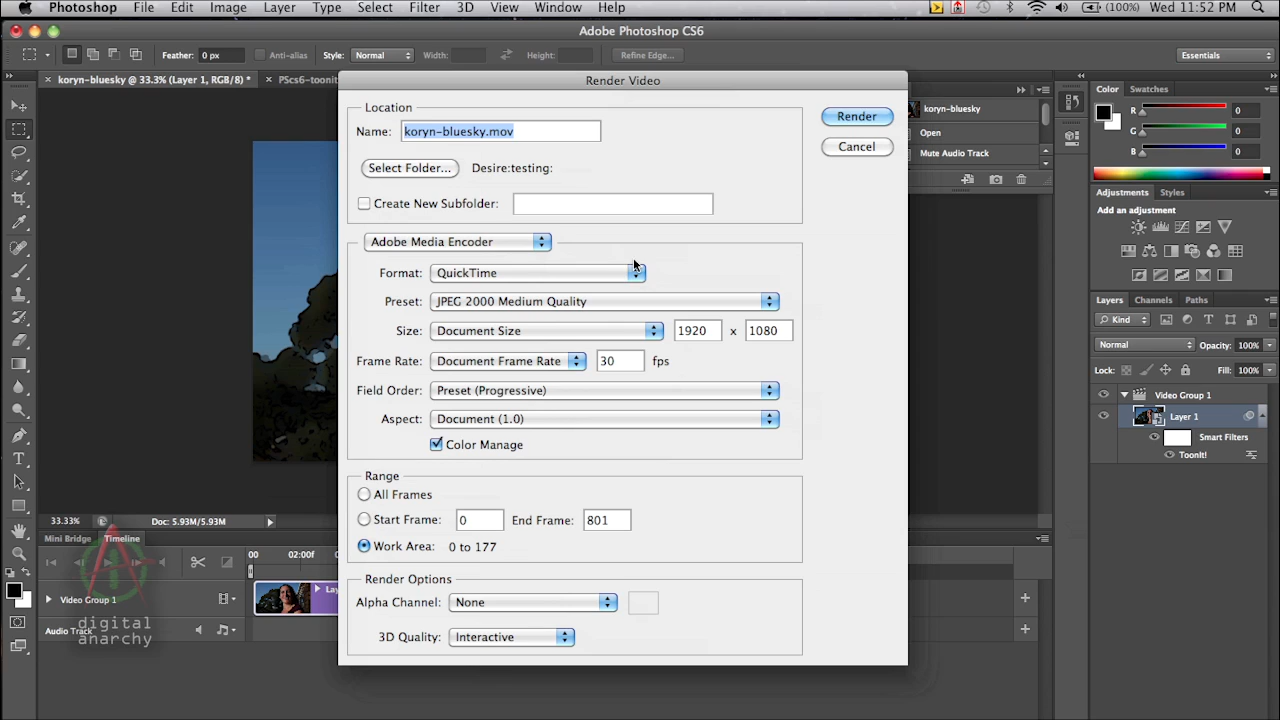 Photoshop File Edit Image Layer Type Select Filter 3D View Window Help (100%) Wed 11:52 PM
Adobe Photoshop CS6
Feather: 0 px Anti-alias Style: Normal Width: Height: Refine Edge... Essentials
koryn-bluesky @ 33.3% (Layer 1, RGB/8) *
PScs6-toonit
Render Video
Location
Name: koryn-bluesky.mov
Select Folder... Desire:testing:
Create New Subfolder:
Adobe Media Encoder
Format: QuickTime
Preset: JPEG 2000 Medium Quality
Size: Document Size 1920 x 1080
Frame Rate: Document Frame Rate 30 fps
Field Order: Preset (Progressive)
Aspect: Document (1.0)
Color Manage
Range
All Frames
Start Frame: 0 End Frame: 801
Work Area: 0 to 177
Render Options
Alpha Channel: None
3D Quality: Interactive
Render
Cancel
koryn-bluesky
Open
Mute Audio Track
Color Swatches
R 0
G 0
B 0
Adjustments Styles
Add an adjustment
Layers Channels Paths
Kind
Normal Opacity: 100%
Lock: Fill: 100%
Video Group 1
Layer 1
Smart Filters
ToonIt!
33.33% Doc: 5.93M/5.93M
Mini Bridge Timeline
00 02:00f
Video Group 1
Audio Track
digital
anarchy